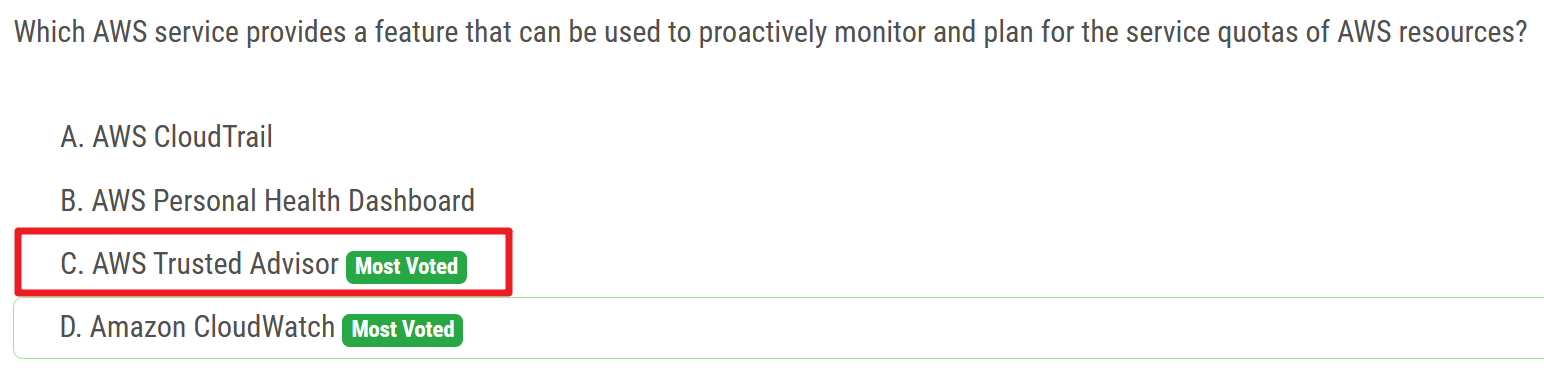 Which AWS service provides a feature that can be used to proactively monitor and plan for the service quotas of AWS resources?
A. AWS CloudTrail
B. AWS Personal Health Dashboard
C. AWS Trusted Advisor Most Voted
D. Amazon CloudWatch Most Voted